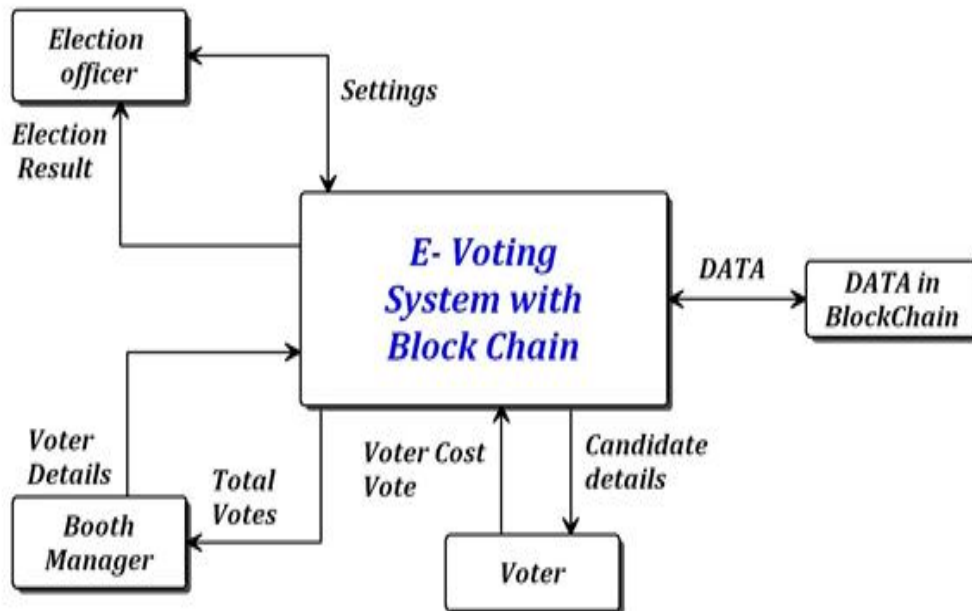 Election
officer
Settings
Election
Result
E- Voting
System with
Block Chain
DATA
DATA in
BlockChain
Voter
Details
Total
Votes
Voter Cost
Vote
Candidate
details
Booth
Manager
Voter